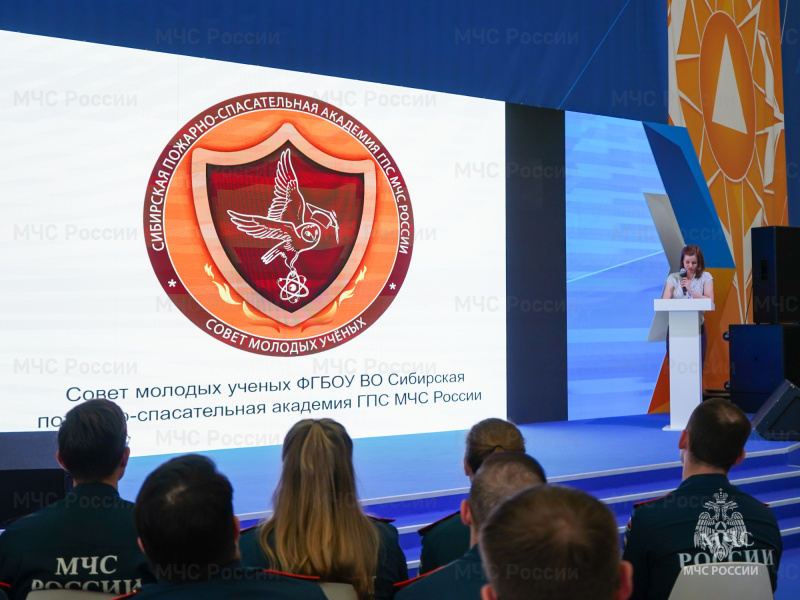 СИБИРСКАЯ ПОЖАРНО-СПАСАТЕЛЬНАЯ АКАДЕМИЯ ГПС МЧС РОССИИ
* СОВЕТ МОЛОДЫХ УЧЁНЫХ *
Совет молодых ученых ФГБОУ ВО Сибирская
-спасательная академия ГПС МЧС России
МЧС
РОССИИ
МЧС
РОССИИ
МЧС РОССИИ
МЧС России